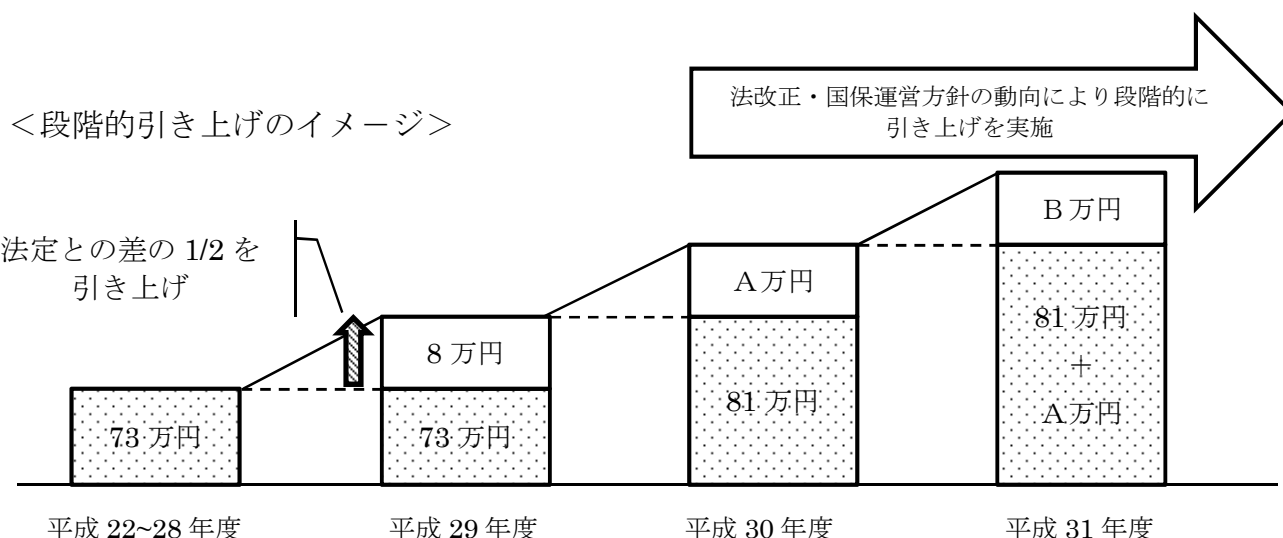 法改正・国保運営方針の動向により段階的に
引き上げを実施
＜段階的引き上げのイメージ＞
法定との差の 1/2 を
引き上げ
73 万円
8 万円
73 万円
A万円
81 万円
B万円
81 万円
＋
A万円
平成 22~28 年度
平成 29 年度
平成 30 年度
平成 31 年度